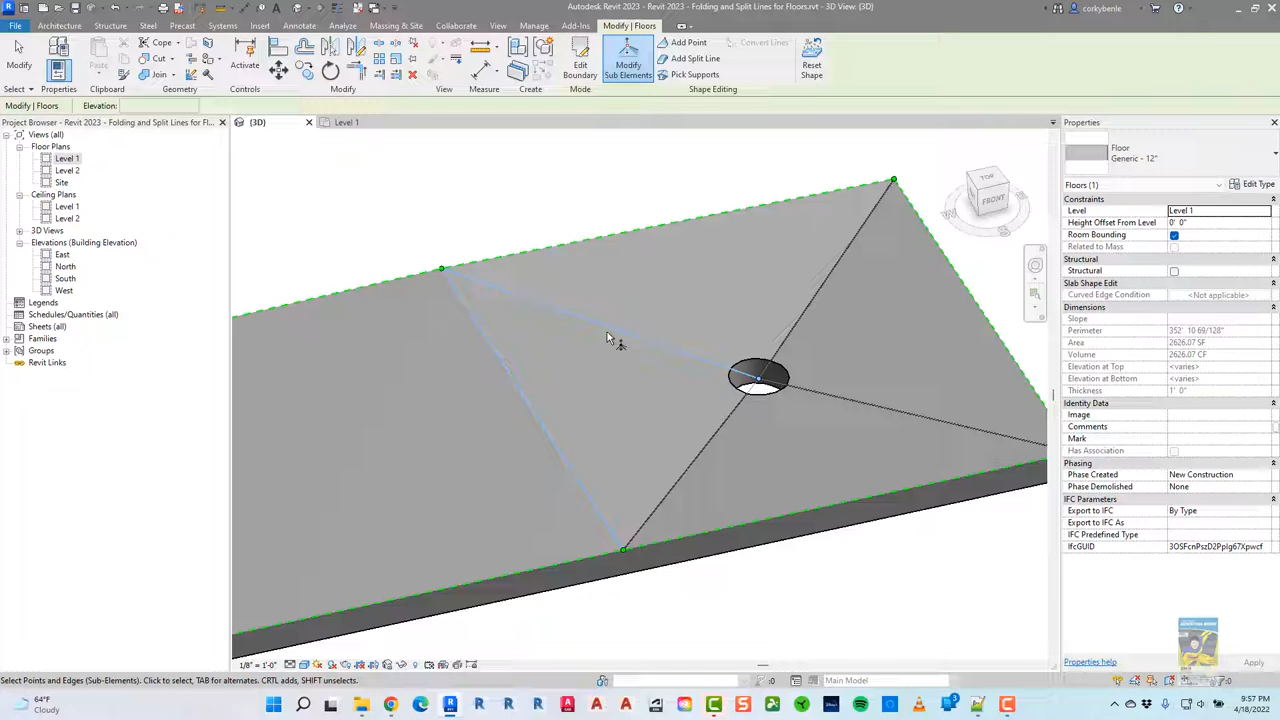 Autodesk Revit 2023 - Folding and Split Lines for Floors.rvt - 3D View: {3D}
corkybenle
File Architecture Structure Steel Precast Systems Insert Annotate Analyze Massing & Site Collaborate View Manage Add-Ins Modify | Floors
Modify
Paste
Cope
Cut
Join
Activate
Edit
Boundary
Modify
Sub Elements
Add Point
Add Split Line
Pick Supports
Convert Lines
Reset
Shape
Select Properties Clipboard Geometry Controls Modify View Measure Create Mode Shape Editing
Modify | Floors Elevation:
Project Browser - Revit 2023 - Folding and Split Lines for Fl...
{3D}
Level 1
Views (all)
Floor Plans
Level 1
Level 2
Site
Ceiling Plans
Level 1
Level 2
3D Views
Elevations (Building Elevation)
East
North
South
West
Legends
Schedules/Quantities (all)
Sheets (all)
Families
Groups
Revit Links
TOP
FRONT
W
S
Properties
Floor
Generic - 12"
Floors (1) Edit Type
Constraints
Level Level 1
Height Offset From Level 0' 0"
Room Bounding
Related to Mass
Structural
Structural
Slab Shape Edit
Curved Edge Condition <Not applicable>
Dimensions
Slope
Perimeter 352' 10 69/128"
Area 2626.07 SF
Volume 2626.07 CF
Elevation at Top <varies>
Elevation at Bottom <varies>
Thickness 1' 0"
Identity Data
Image
Comments
Mark
Has Association
Phasing
Phase Created New Construction
Phase Demolished None
IFC Parameters
Export to IFC By Type
Export to IFC As
IFC Predefined Type
Properties help Apply
1/8" = 1'-0"
Select Points and Edges (Sub-Elements). Click to select, TAB for alternates. CRTL adds, SHIFT unselects.
:0
Main Model
:0
64°F
Cloudy
9:57 PM
4/18/2022